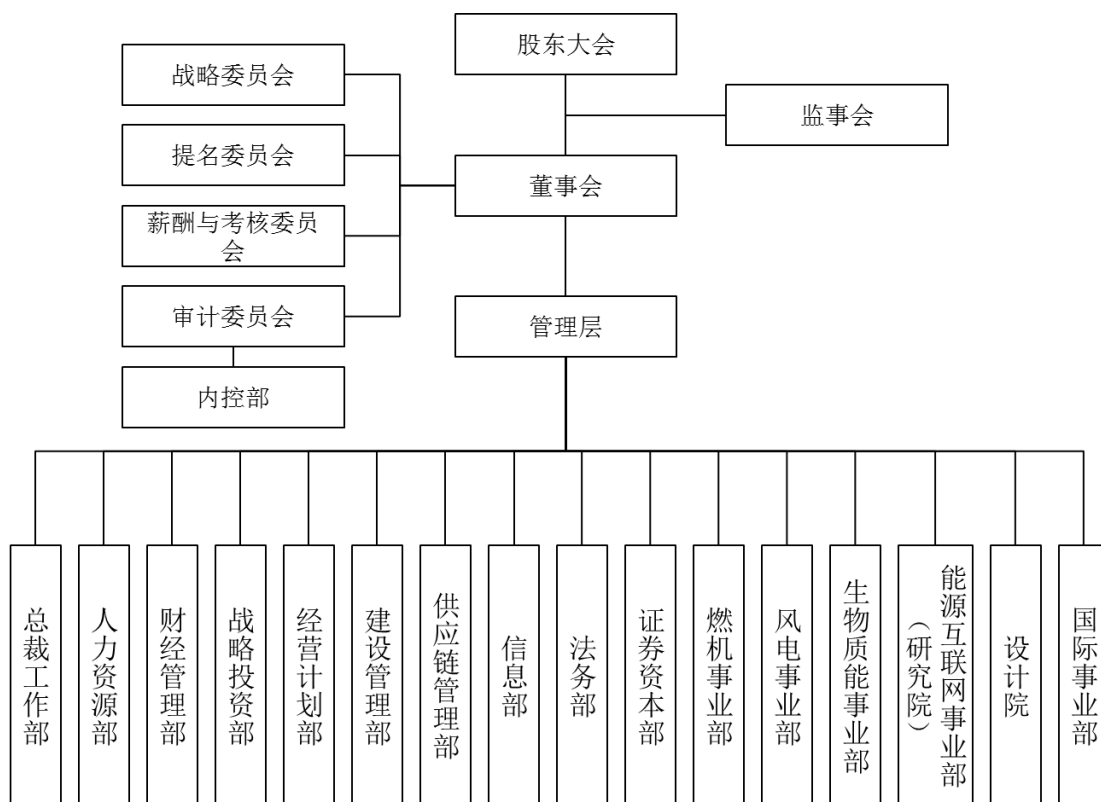 股东大会
战略委员会
监事会
提名委员会
董事会
薪酬与考核委员
会
审计委员会
管理层
内控部
总裁工作部
人力资源部
财经管理部
战略投资部
经营计划部
建设管理部
供应链管理部
信息部
法务部
证券资本部
燃机事业部
风电事业部
生物质能事业部
能源互联网事业部
（研究院）
设计院
国际事业部